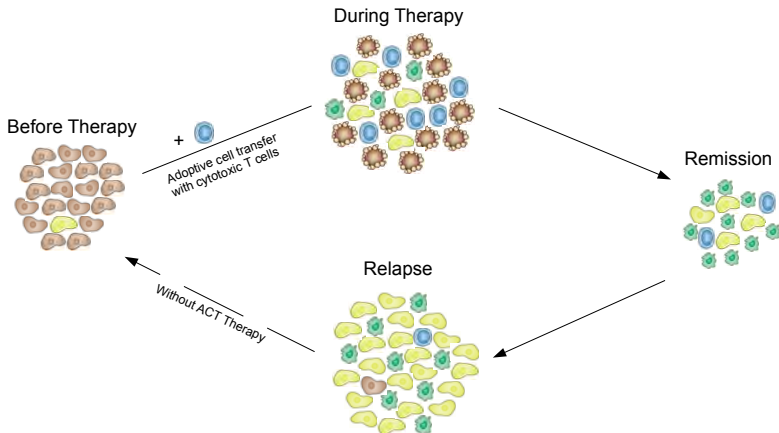 During Therapy
Before Therapy
+
Adoptive cell transfer
with cytotoxic T cells
Remission
Relapse
Without ACT Therapy